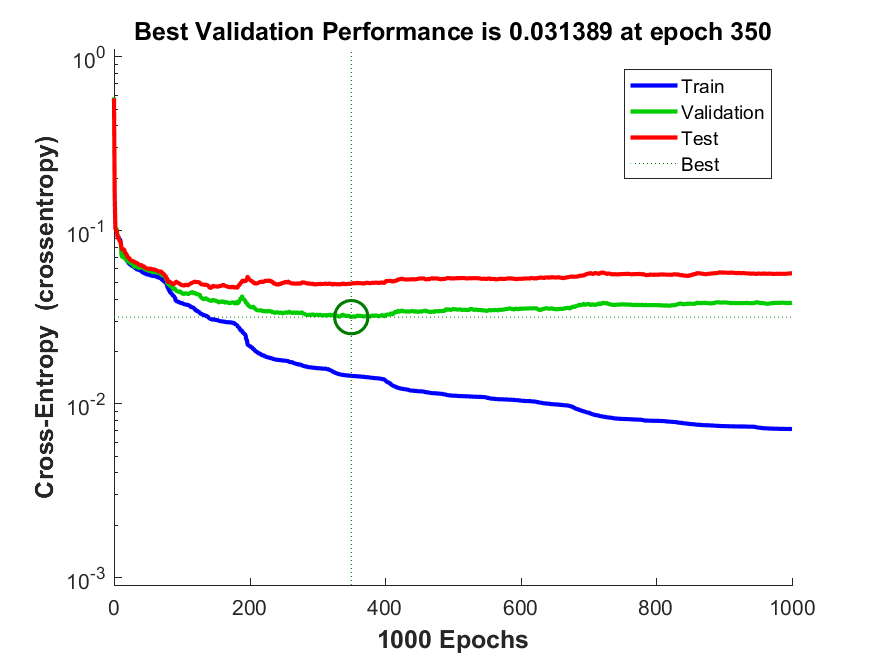 Best Validation Performance is 0.031389 at epoch 350
Cross-Entropy (crossentropy)
10^0
10^-1
10^-2
10^-3
Train
Validation
Test
Best
0 200 400 600 800 1000
1000 Epochs